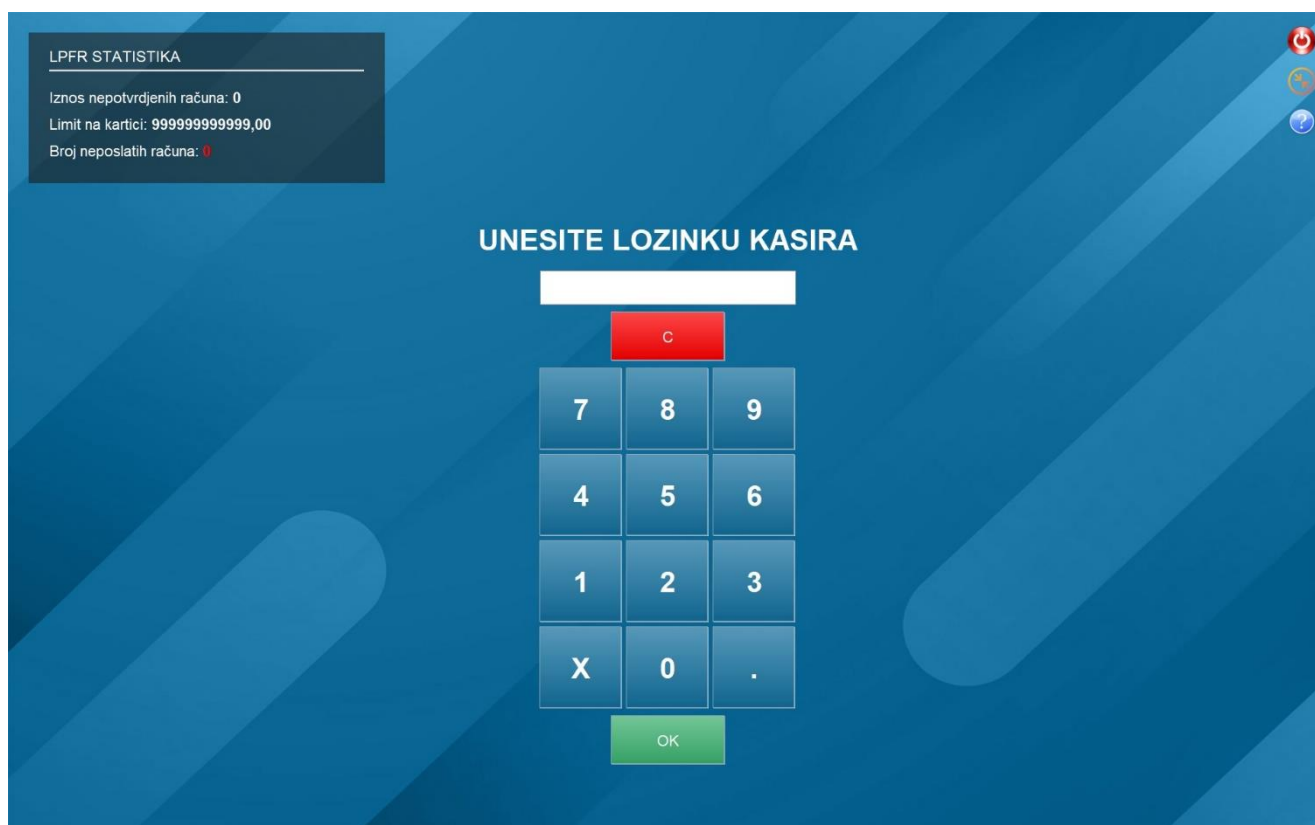 LPFR STATISTIKA
Iznos nepotvrdjenih računa: 0
Limit na kartici: 999999999999,00
Broj neposlatih računa: 0
?
UNESITE LOZINKU KASIRA
C
7 8 9
4 5 6
1 2 3
X 0 .
OK